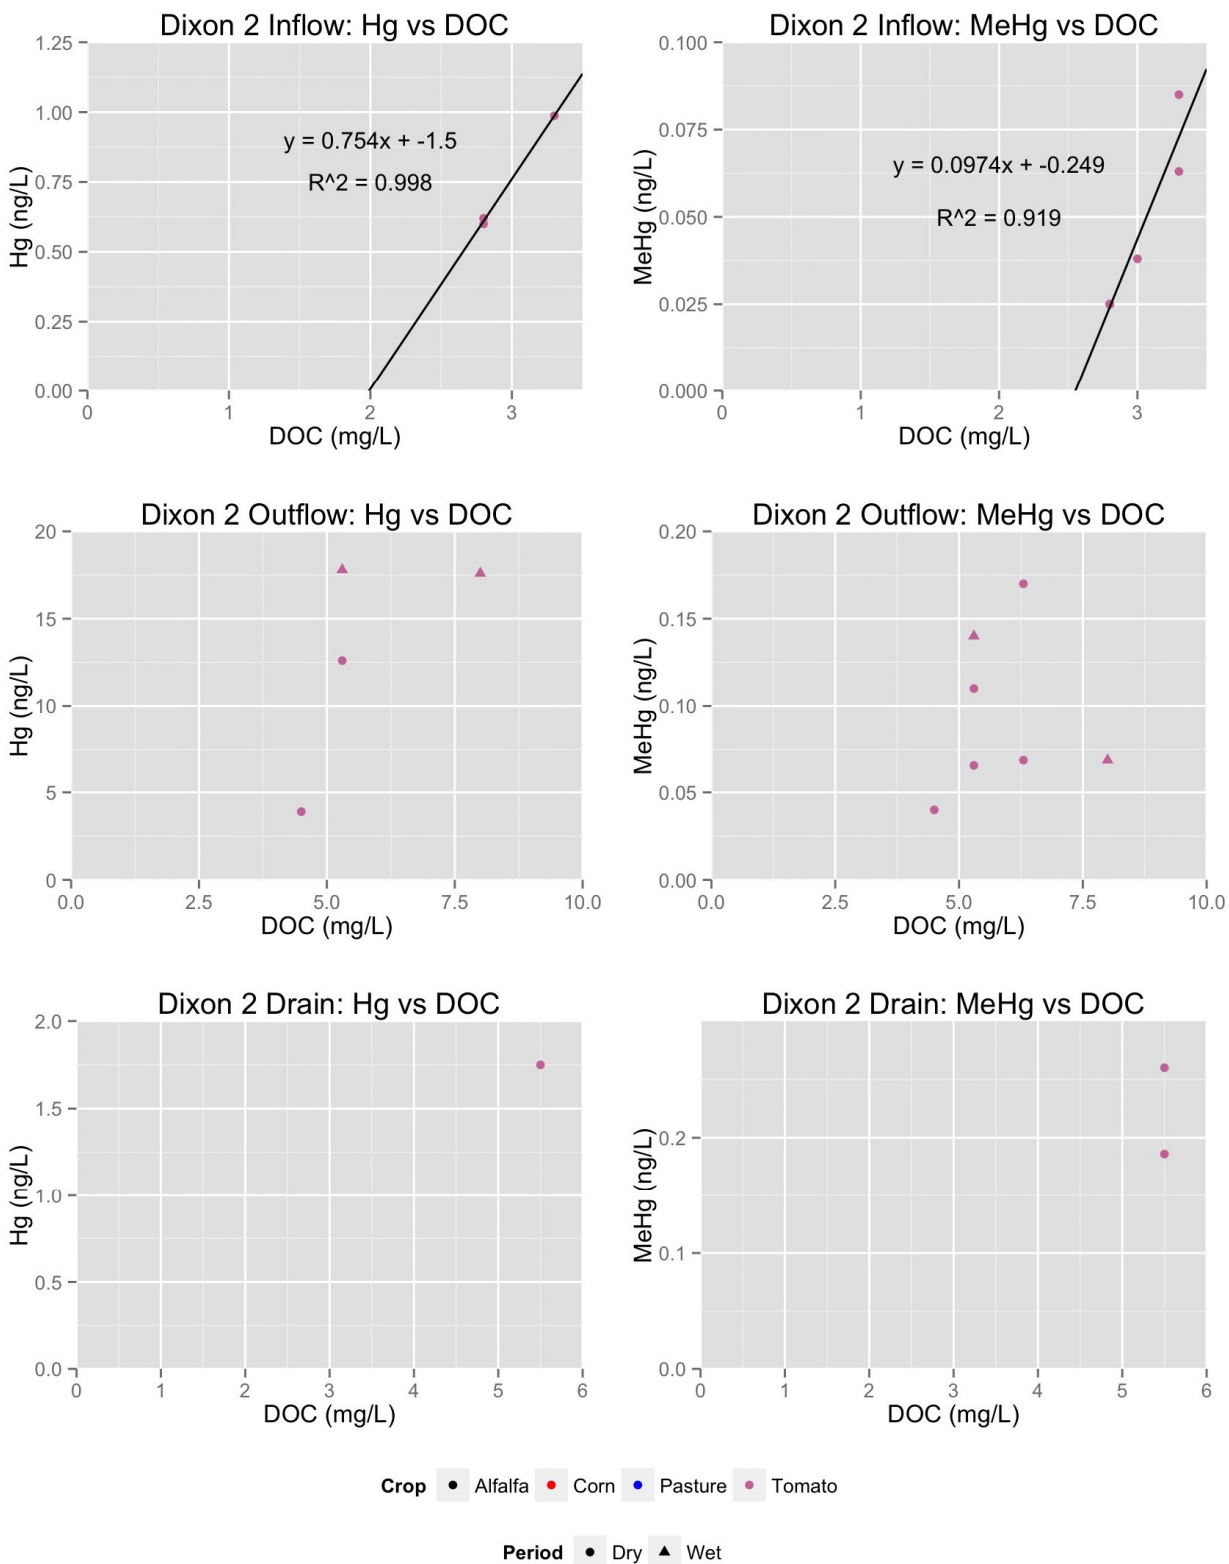 Dixon 2 Inflow: Hg vs DOC
1.25
1.00
0.75
0.50
0.25
0.00
Hg (ng/L)
y = 0.754x + -1.5
R^2 = 0.998
0 1 2 3
DOC (mg/L)
Dixon 2 Inflow: MeHg vs DOC
0.100
0.075
0.050
0.025
0.000
MeHg (ng/L)
y = 0.0974x + -0.249
R^2 = 0.919
0 1 2 3
DOC (mg/L)
Dixon 2 Outflow: Hg vs DOC
20
15
10
5
0
Hg (ng/L)
0.0 2.5 5.0 7.5 10.0
DOC (mg/L)
Dixon 2 Outflow: MeHg vs DOC
0.20
0.15
0.10
0.05
0.00
MeHg (ng/L)
0.0 2.5 5.0 7.5 10.0
DOC (mg/L)
Dixon 2 Drain: Hg vs DOC
2.0
1.5
1.0
0.5
0.0
Hg (ng/L)
0 1 2 3 4 5 6
DOC (mg/L)
Dixon 2 Drain: MeHg vs DOC
0.2
0.1
0.0
MeHg (ng/L)
0 1 2 3 4 5 6
DOC (mg/L)
Crop Alfalfa Corn Pasture Tomato
Period Dry Wet